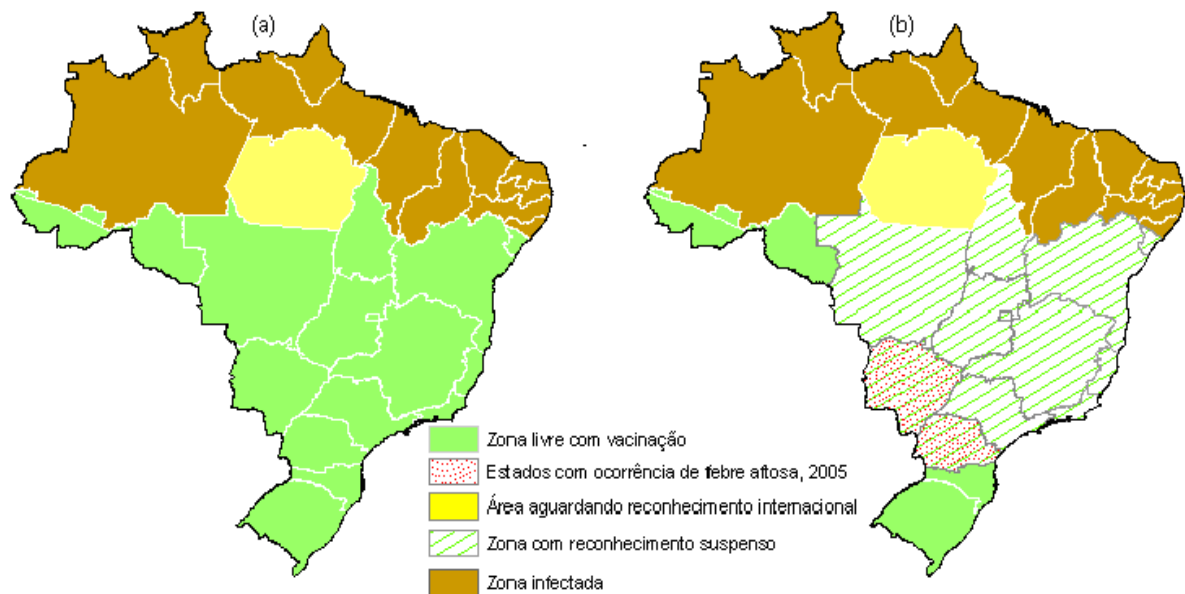 (a)
(b)
Zona livre com vacinação
Estados com ocorrência de febre aftosa, 2005
Área aguardando reconhecimento internacional
Zona com reconhecimento suspenso
Zona infectada